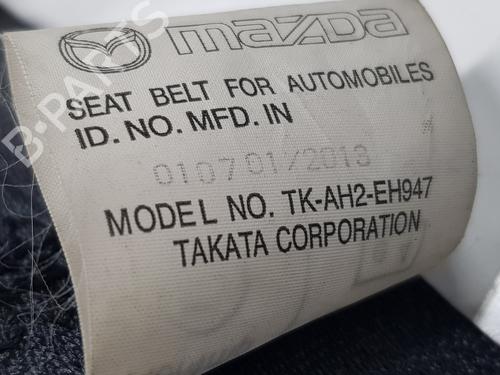 mazda
SEAT BELT FOR AUTOMOBILES
ID. NO. MFD. IN
0107 01/2013
MODEL NO. TK-AH2-EH947
TAKATA CORPORATION
B-PARTS